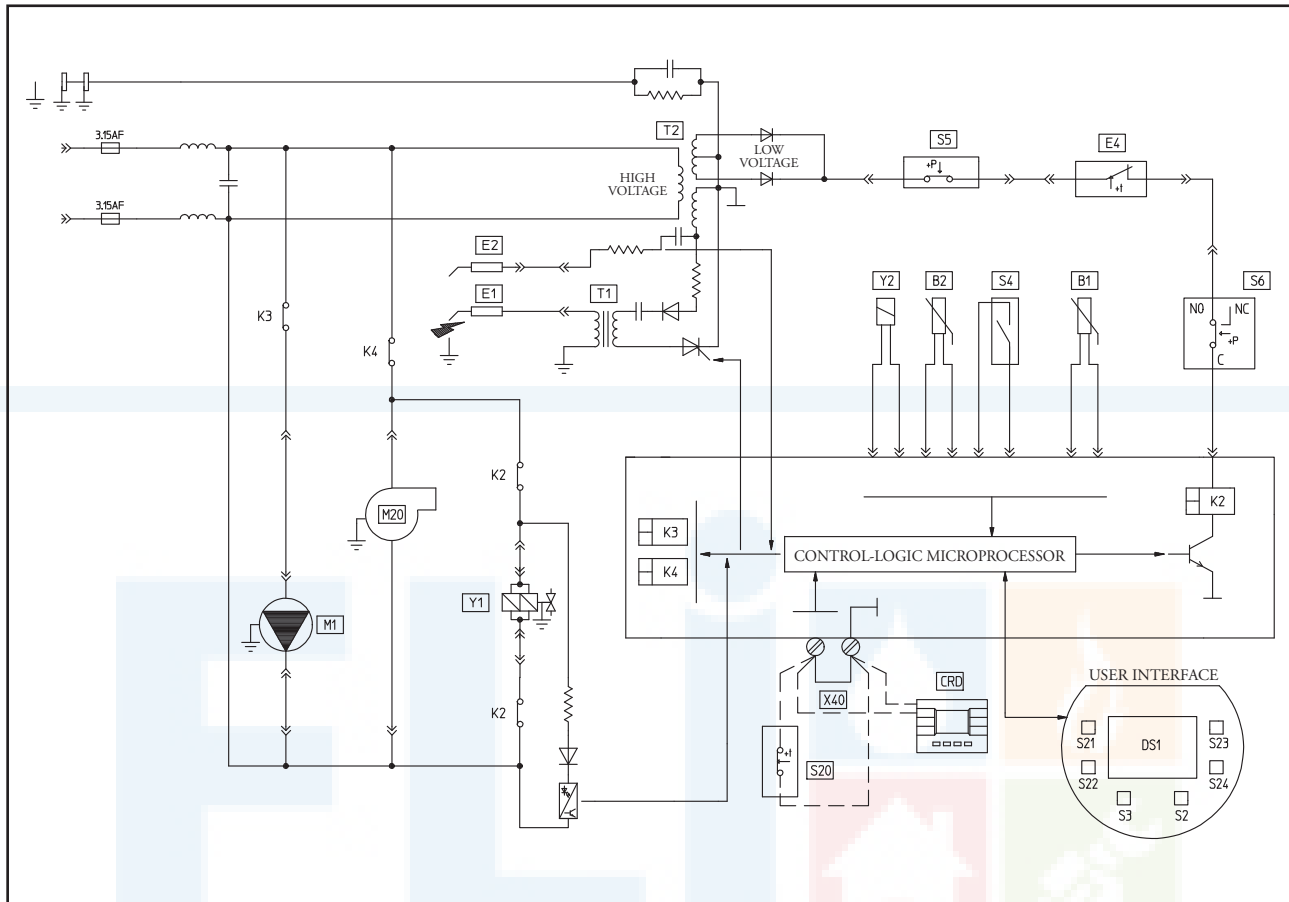 3.15AF
T2
S5
E4
LOW
VOLTAGE
+P
+t
HIGH
VOLTAGE
3.15AF
E2
Y2
B2
S4
B1
S6
E1
T1
NO
NC
+P
C
K3
K4
K2
K2
M20
K3
K4
CONTROL-LOGIC MICROPROCESSOR
Y1
M1
K2
X40
CRD
USER INTERFACE
+t
S20
S21
DS1
S23
S22
S24
S3
S2